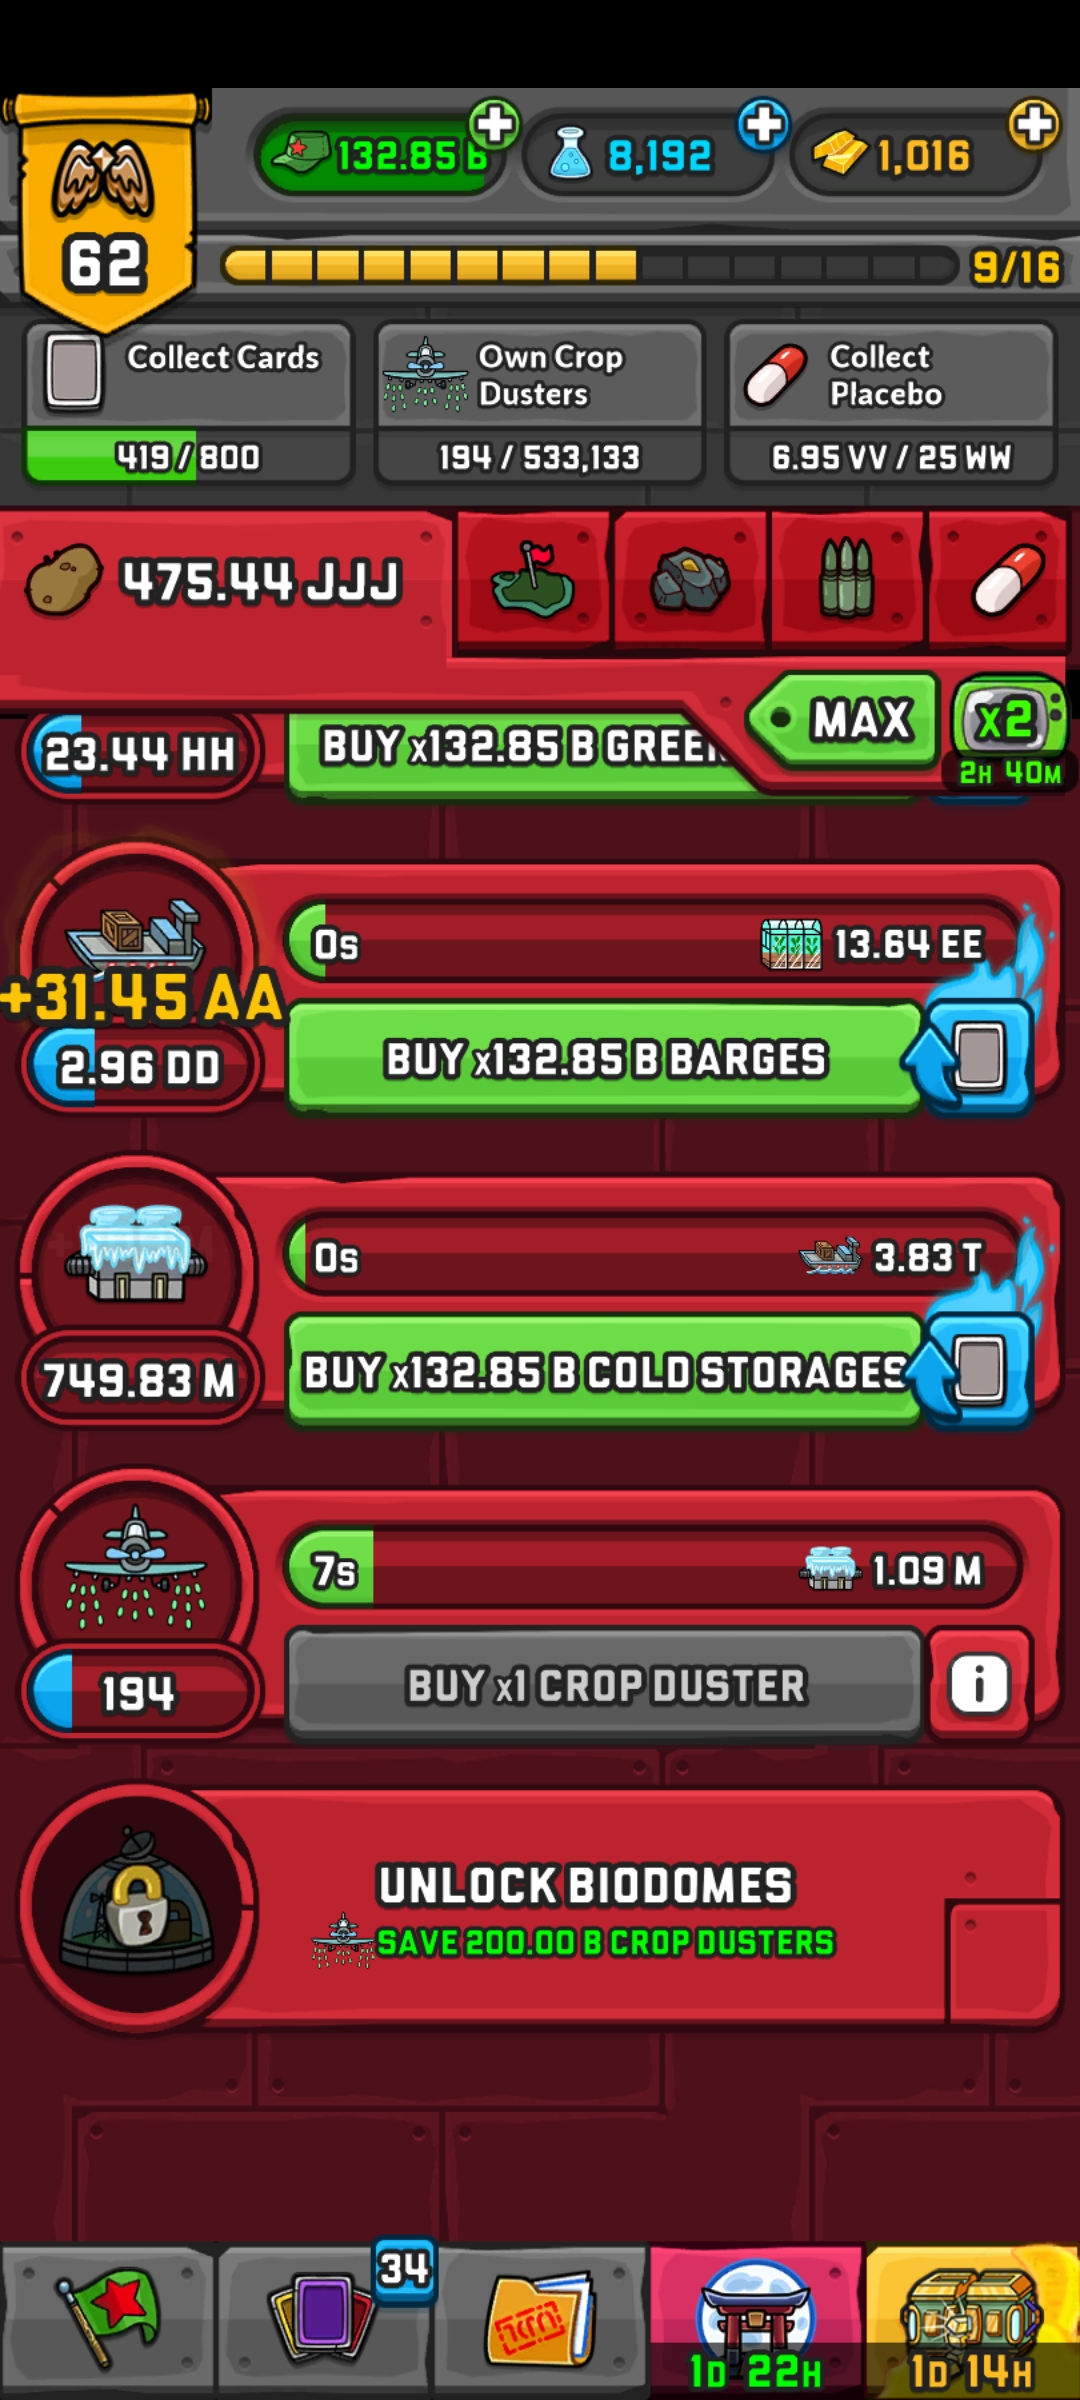 132.85 B
8,192
1,016
62
9/16
Collect Cards
419 / 800
Own Crop
Dusters
194 / 533,133
Collect
Placebo
6.95 VV / 25 WW
475.44 JJJ
MAX
x2
2H 40M
23.44 HH
BUY x132.85 B GREE
0s
13.64 EE
+31.45 AA
2.96 DD
BUY x132.85 B BARGES
0s
3.83 T
749.83 M
BUY x132.85 B COLD STORAGES
7s
1.09 M
194
BUY x1 CROP DUSTER
i
UNLOCK BIODOMES
SAVE 200.00 B CROP DUSTERS
34
1D 22H
1D 14H